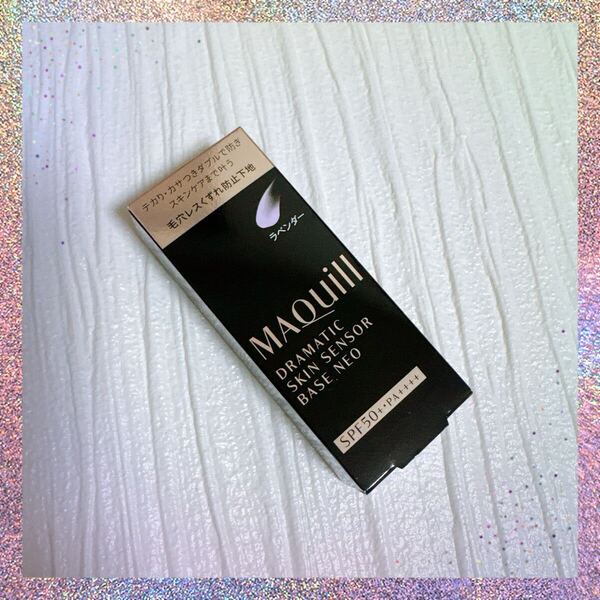 テカリ・カサつきダブルで防ぎ
スキンケアまで叶う
毛穴レスくずれ防止下地
ラベンダー
MAQuill
DRAMATIC
SKIN SENSOR
BASE NEO
SPF50+・PA++++